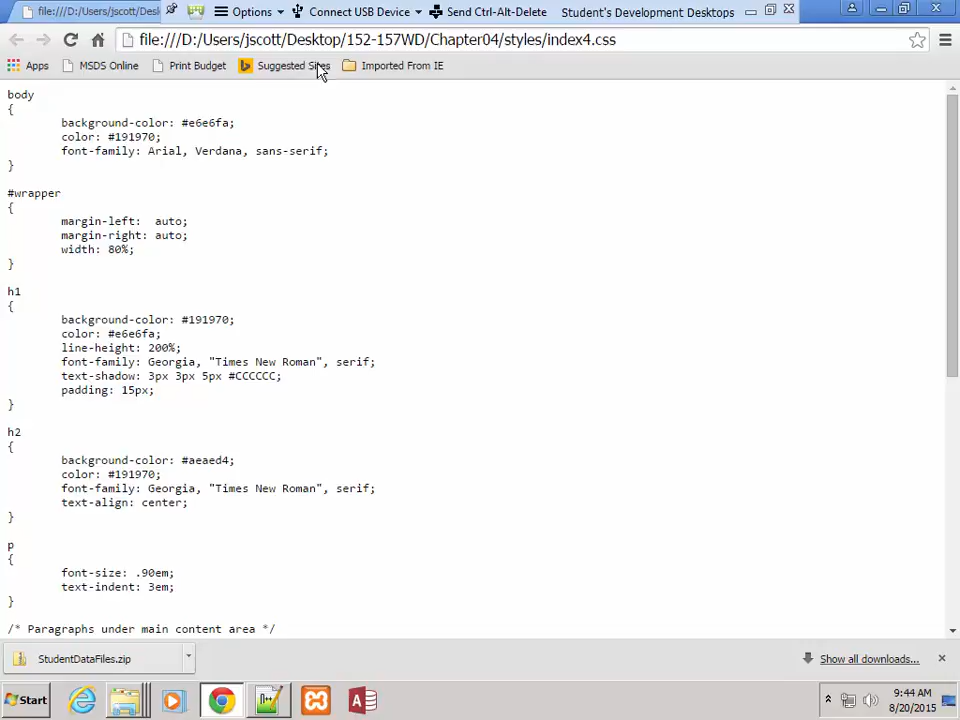 file:///D:/Users/jscott/Desk
Options
Connect USB Device
Send Ctrl-Alt-Delete
Student's Development Desktops
file:///D:/Users/jscott/Desktop/152-157WD/Chapter04/styles/index4.css
Apps
MSDS Online
Print Budget
Suggested Sites
Imported From IE
body
{
background-color: #e6e6fa;
color: #191970;
font-family: Arial, Verdana, sans-serif;
}
#wrapper
{
margin-left:  auto;
margin-right: auto;
width: 80%;
}
h1
{
background-color: #191970;
color: #e6e6fa;
line-height: 200%;
font-family: Georgia, "Times New Roman", serif;
text-shadow: 3px 3px 5px #CCCCCC;
padding: 15px;
}
h2
{
background-color: #aeaed4;
color: #191970;
font-family: Georgia, "Times New Roman", serif;
text-align: center;
}
p
{
font-size: .90em;
text-indent: 3em;
}
/* Paragraphs under main content area */
StudentDataFiles.zip
Show all downloads...
Start
9:44 AM
8/20/2015